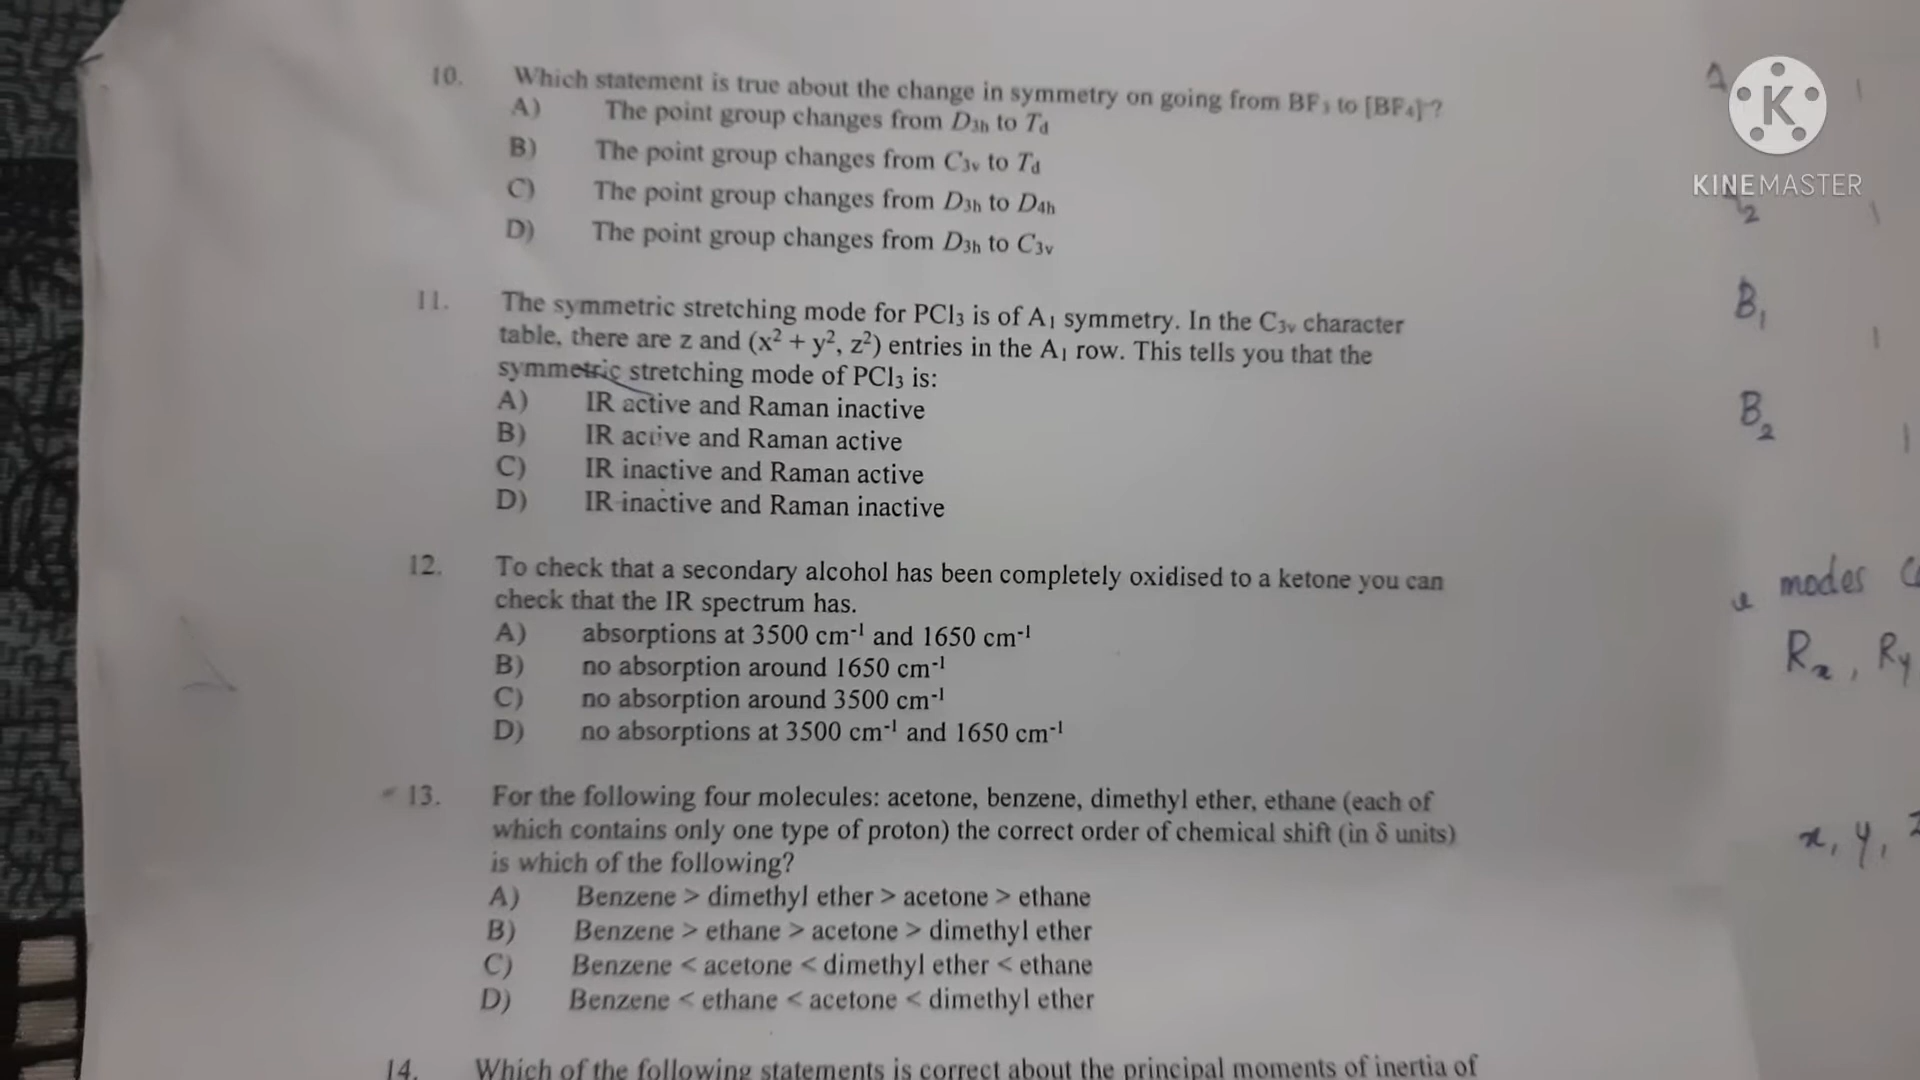 10. Which statement is true about the change in symmetry on going from BF₃ to [BF₄]⁻?
A) The point group changes from D₃ₕ to T_d
B) The point group changes from C₃ᵥ to T_d
C) The point group changes from D₃ₕ to D₄ₕ
D) The point group changes from D₃ₕ to C₃ᵥ
11. The symmetric stretching mode for PCl₃ is of A₁ symmetry. In the C₃ᵥ character
table, there are z and (x² + y², z²) entries in the A₁ row. This tells you that the
symmetric stretching mode of PCl₃ is:
A) IR active and Raman inactive
B) IR active and Raman active
C) IR inactive and Raman active
D) IR inactive and Raman inactive
12. To check that a secondary alcohol has been completely oxidised to a ketone you can
check that the IR spectrum has.
A) absorptions at 3500 cm⁻¹ and 1650 cm⁻¹
B) no absorption around 1650 cm⁻¹
C) no absorption around 3500 cm⁻¹
D) no absorptions at 3500 cm⁻¹ and 1650 cm⁻¹
13. For the following four molecules: acetone, benzene, dimethyl ether, ethane (each of
which contains only one type of proton) the correct order of chemical shift (in δ units)
is which of the following?
A) Benzene > dimethyl ether > acetone > ethane
B) Benzene > ethane > acetone > dimethyl ether
C) Benzene < acetone < dimethyl ether < ethane
D) Benzene < ethane < acetone < dimethyl ether
14. Which of the following statements is correct about the principal moments of inertia of
K
KINEMASTER
B₁
B₂
modes
Rₓ, R_y
x, y,